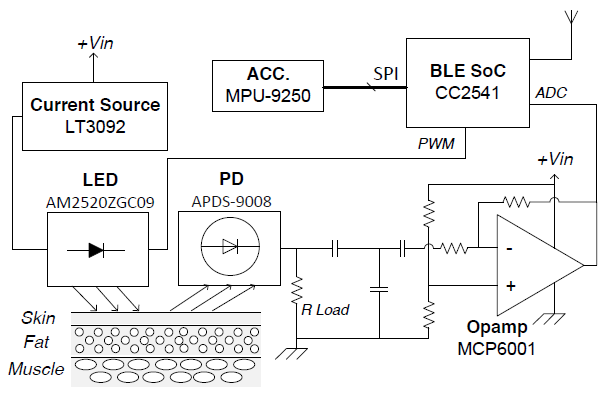 +Vin
Current Source
LT3092
ACC.
MPU-9250
SPI
BLE SoC
CC2541
ADC
PWM
LED
AM2520ZGC09
PD
APDS-9008
+Vin
R Load
-
+
Opamp
MCP6001
Skin
Fat
Muscle